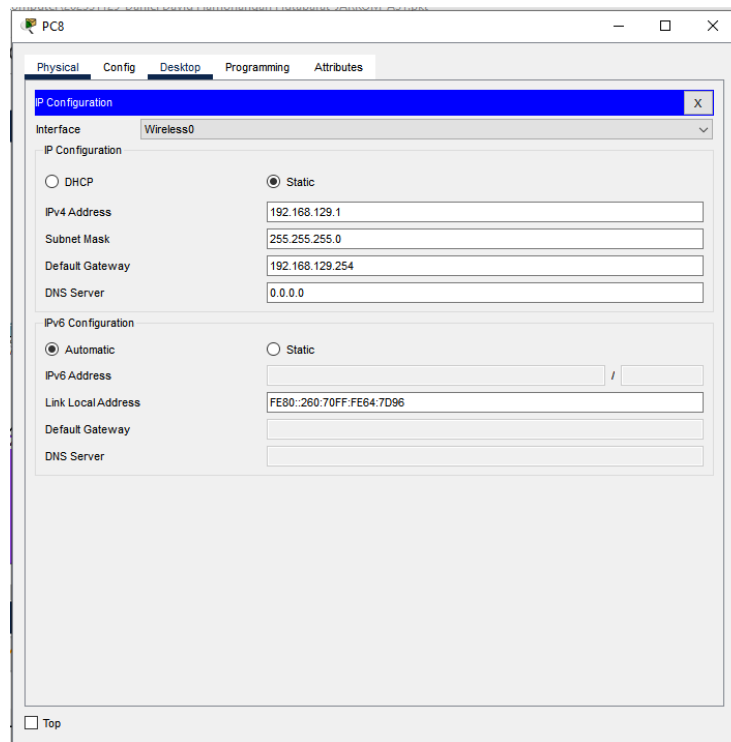 PC8
Physical Config Desktop Programming Attributes
IP Configuration X
Interface Wireless0
IP Configuration
DHCP Static
IPv4 Address 192.168.129.1
Subnet Mask 255.255.255.0
Default Gateway 192.168.129.254
DNS Server 0.0.0.0
IPv6 Configuration
Automatic Static
IPv6 Address /
Link Local Address FE80::260:70FF:FE64:7D96
Default Gateway
DNS Server
Top